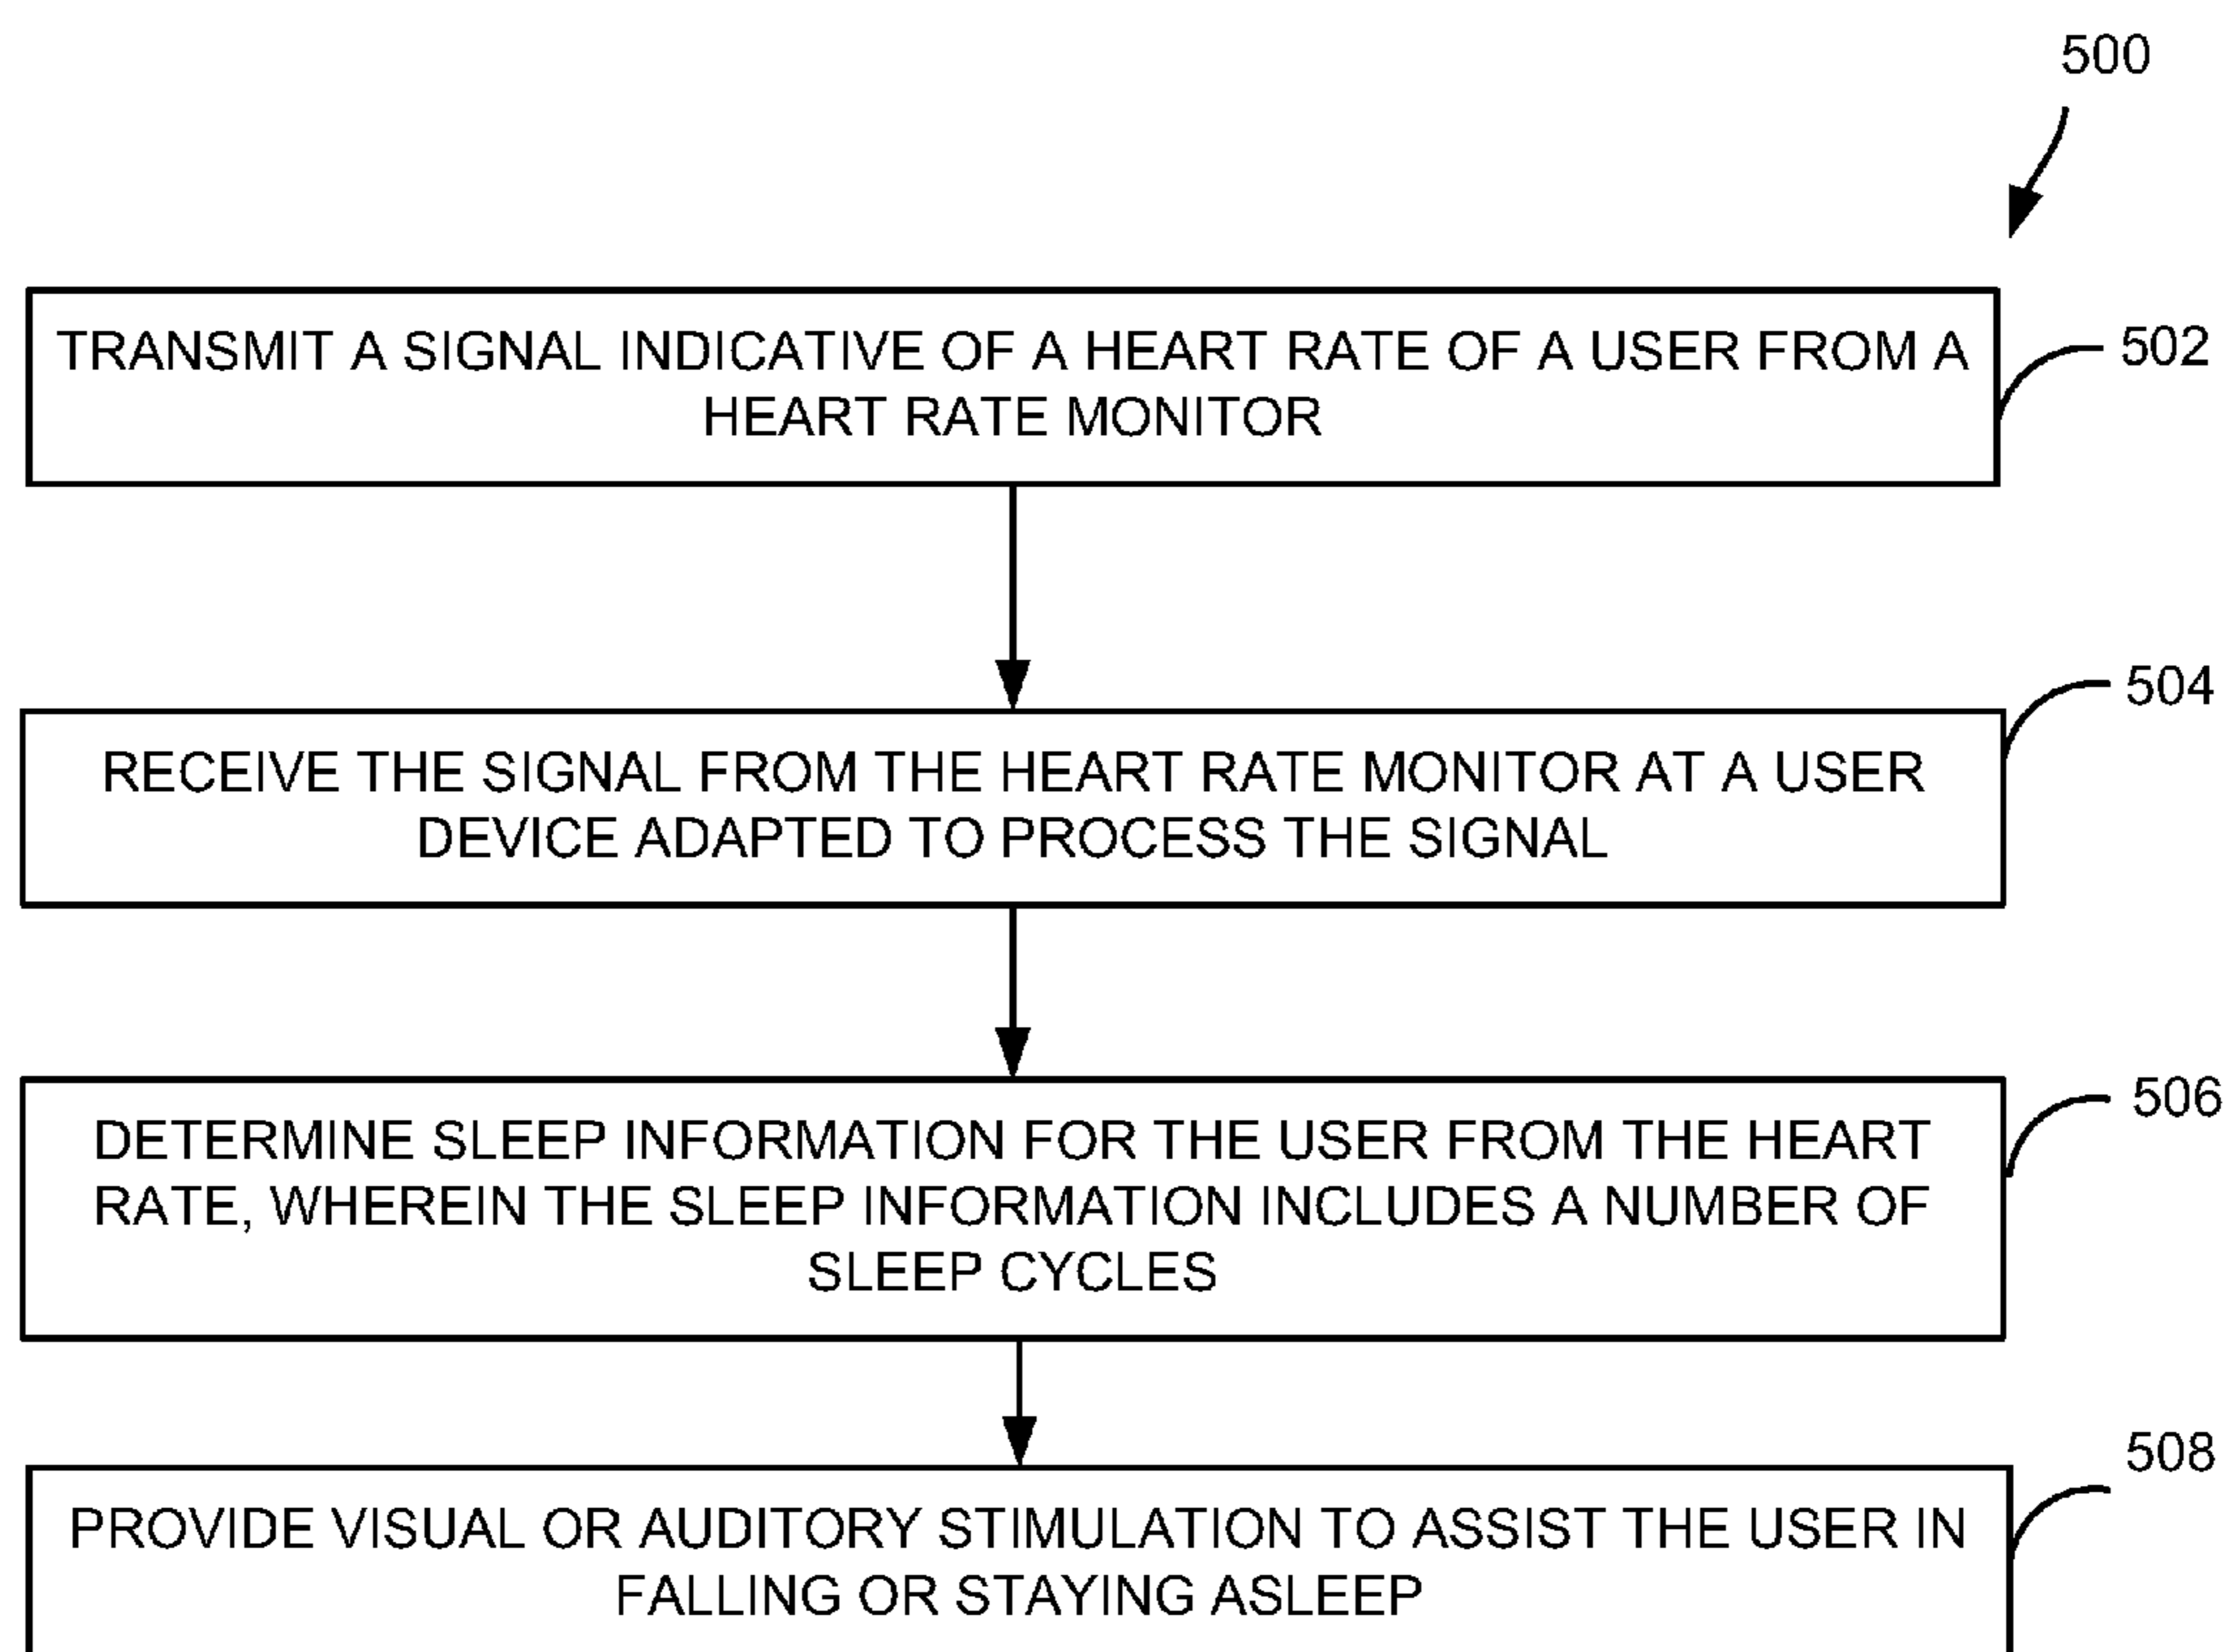 500
TRANSMIT A SIGNAL INDICATIVE OF A HEART RATE OF A USER FROM A
HEART RATE MONITOR
502
RECEIVE THE SIGNAL FROM THE HEART RATE MONITOR AT A USER
DEVICE ADAPTED TO PROCESS THE SIGNAL
504
DETERMINE SLEEP INFORMATION FOR THE USER FROM THE HEART
RATE, WHEREIN THE SLEEP INFORMATION INCLUDES A NUMBER OF
SLEEP CYCLES
506
PROVIDE VISUAL OR AUDITORY STIMULATION TO ASSIST THE USER IN
FALLING OR STAYING ASLEEP
508